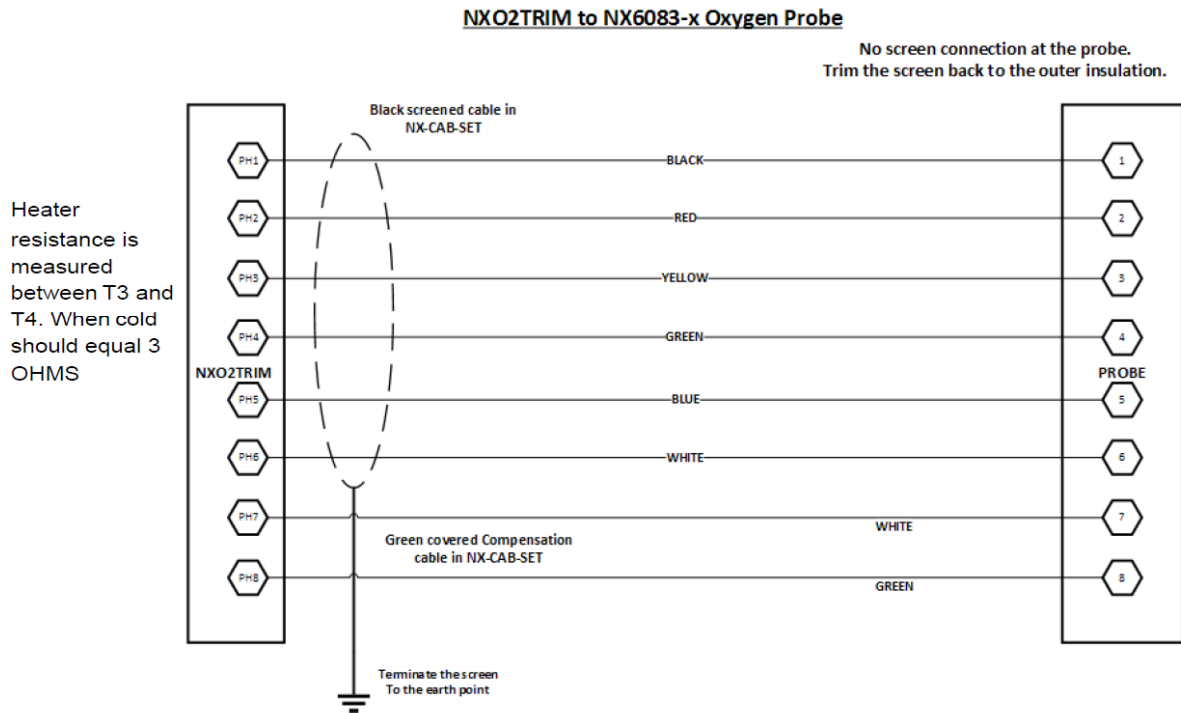 NXO2TRIM to NX6083-x Oxygen Probe
No screen connection at the probe.
Trim the screen back to the outer insulation.
Black screened cable in
NX-CAB-SET
Heater
resistance is
measured
between T3 and
T4. When cold
should equal 3
OHMS
PH1
BLACK
1
PH2
RED
2
PH3
YELLOW
3
PH4
GREEN
4
NXO2TRIM
PROBE
PH5
BLUE
5
PH6
WHITE
6
PH7
WHITE
7
Green covered Compensation
cable in NX-CAB-SET
PH8
GREEN
8
Terminate the screen
To the earth point